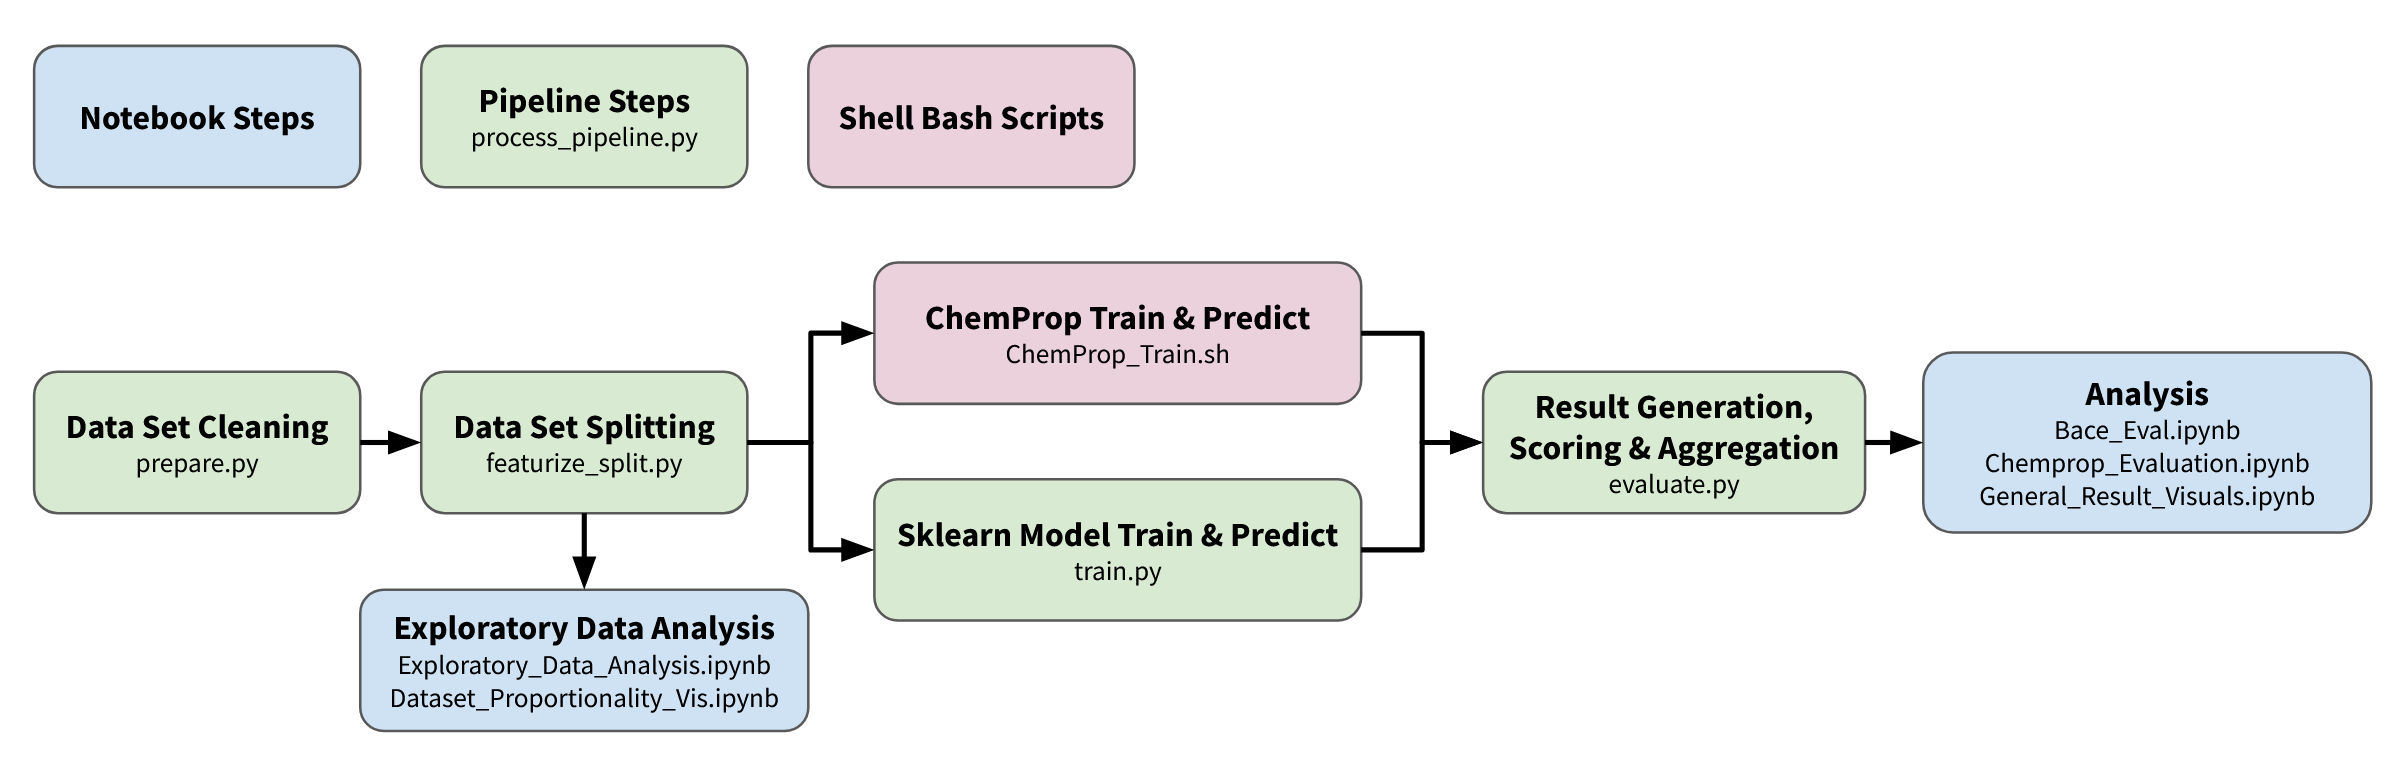 Notebook Steps
Pipeline Steps
process_pipeline.py
Shell Bash Scripts
Data Set Cleaning
prepare.py
Data Set Splitting
featurize_split.py
Exploratory Data Analysis
Exploratory_Data_Analysis.ipynb
Dataset_Proportionality_Vis.ipynb
ChemProp Train & Predict
ChemProp_Train.sh
Sklearn Model Train & Predict
train.py
Result Generation,
Scoring & Aggregation
evaluate.py
Analysis
Bace_Eval.ipynb
Chemprop_Evaluation.ipynb
General_Result_Visuals.ipynb